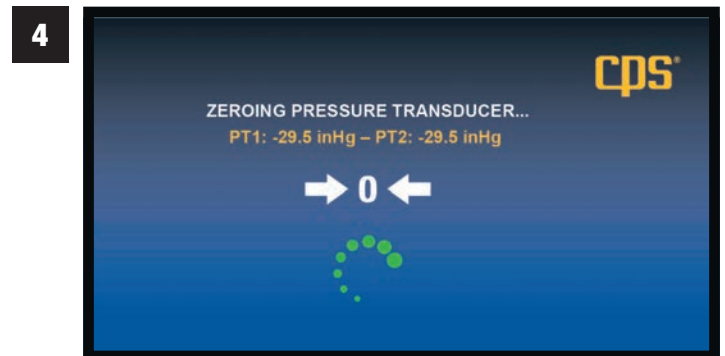 4
cps®
ZEROING PRESSURE TRANSDUCER...
PT1: -29.5 inHg – PT2: -29.5 inHg
0